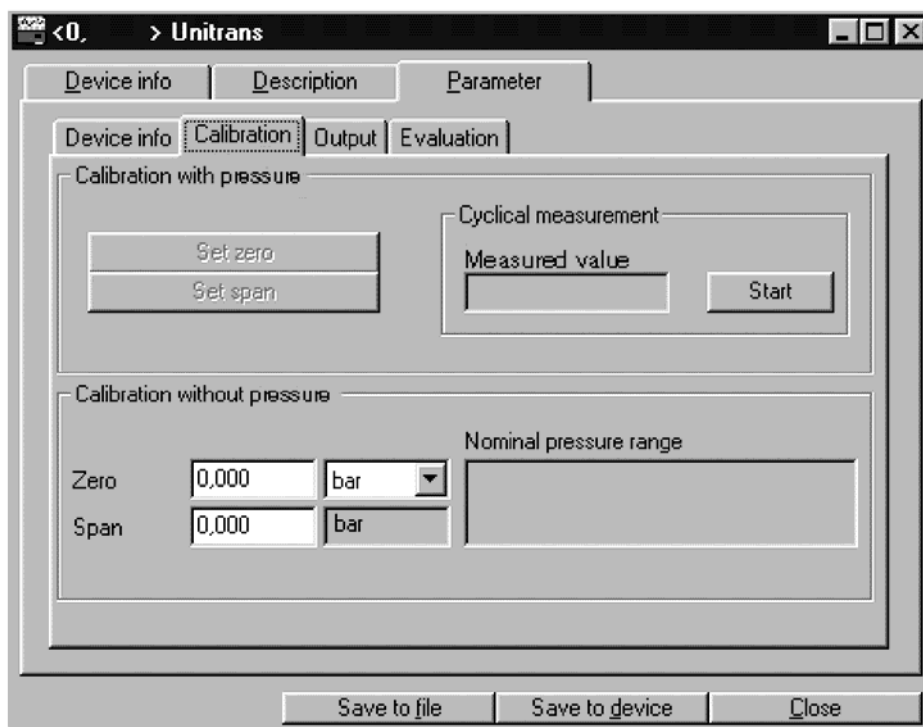 <0,      > Unitrans
Device info Description Parameter
Device info Calibration Output Evaluation
Calibration with pressure
Cyclical measurement
Set zero
Measured value
Set span
Start
Calibration without pressure
Nominal pressure range
Zero 0,000 bar
Span 0,000 bar
Save to file Save to device Close